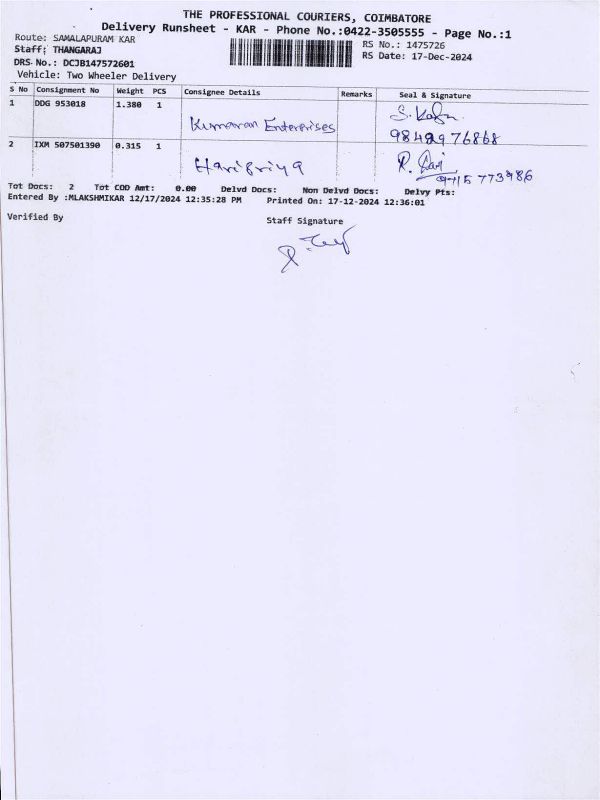 THE PROFESSIONAL COURIERS, COIMBATORE
Delivery Runsheet - KAR - Phone No.:0422-3505555 - Page No.:1
Route: SAMALAPURAM KAR
RS No.: 1475726
Staff: THANGARAJ
RS Date: 17-Dec-2024
DRS No.: DCJB147572601
Vehicle: Two Wheeler Delivery
S No Consignment No Weight PCS Consignee Details Remarks Seal & Signature
1 DDG 953018 1.380 1 Kumaran Enterprises
9842976868
2 IXM 507501390 0.315 1 Haripriya
9715 773986
Tot Docs: 2 Tot COD Amt: 0.00 Delvd Docs: Non Delvd Docs: Delvy Pts:
Entered By :MLAKSHMIKAR 12/17/2024 12:35:28 PM Printed On: 17-12-2024 12:36:01
Verified By Staff Signature